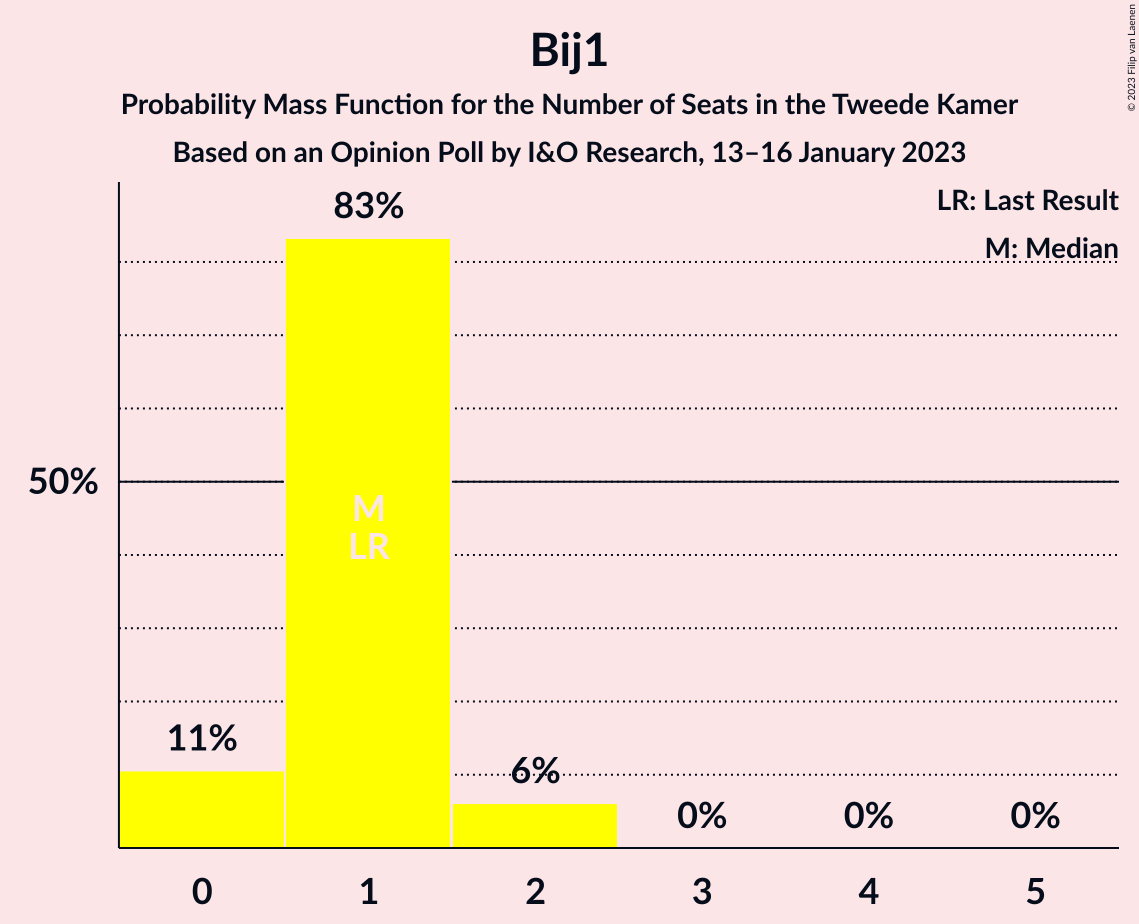 Bij1
Probability Mass Function for the Number of Seats in the Tweede Kamer
Based on an Opinion Poll by I&O Research, 13–16 January 2023
© 2023 Filip van Laenen
LR: Last Result
M: Median
83%
50%
M
LR
11%
6%
0%
0%
0%
0
1
2
3
4
5